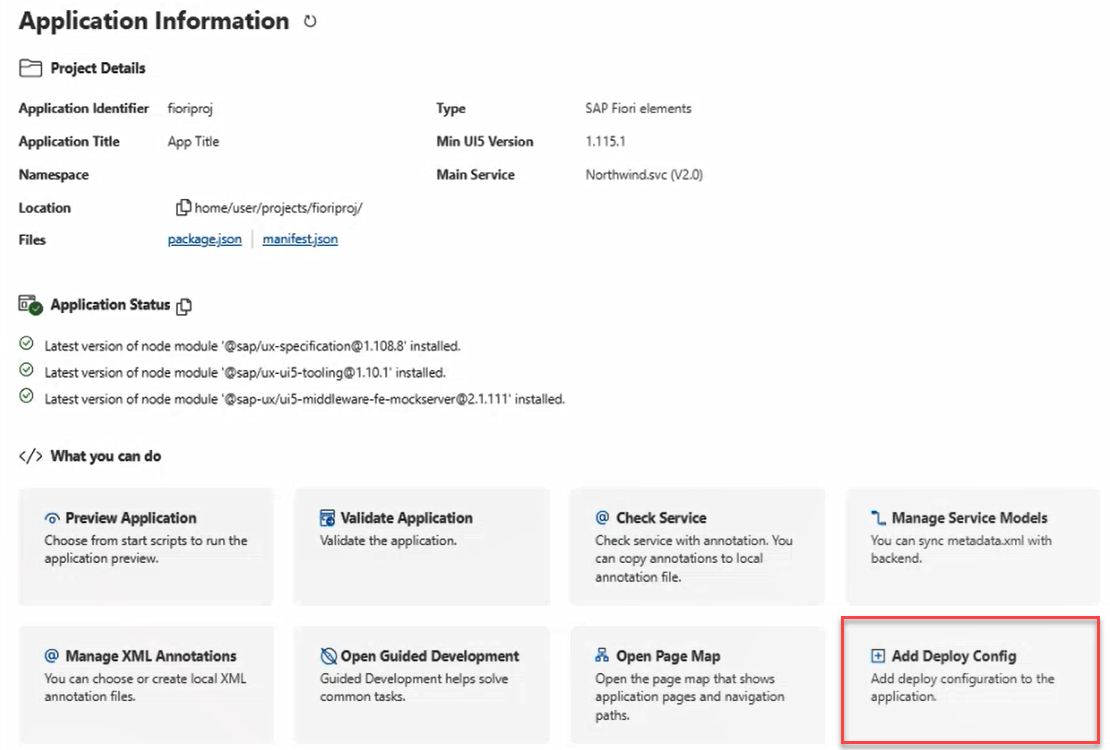 Application Information
Project Details
Application Identifier fioriproj Type SAP Fiori elements
Application Title App Title Min UI5 Version 1.115.1
Namespace Main Service Northwind.svc (V2.0)
Location home/user/projects/fioriproj/
Files package.json manifest.json
Application Status
Latest version of node module '@sap/ux-specification@1.108.8' installed.
Latest version of node module '@sap/ux-ui5-tooling@1.10.1' installed.
Latest version of node module '@sap-ux/ui5-middleware-fe-mockserver@2.1.111' installed.
</> What you can do
Preview Application
Choose from start scripts to run the
application preview.
Validate Application
Validate the application.
@ Check Service
Check service with annotation. You
can copy annotations to local
annotation file.
Manage Service Models
You can sync metadata.xml with
backend.
@ Manage XML Annotations
You can choose or create local XML
annotation files.
Open Guided Development
Guided Development helps solve
common tasks.
Open Page Map
Open the page map that shows
application pages and navigation
paths.
Add Deploy Config
Add deploy configuration to the
application.